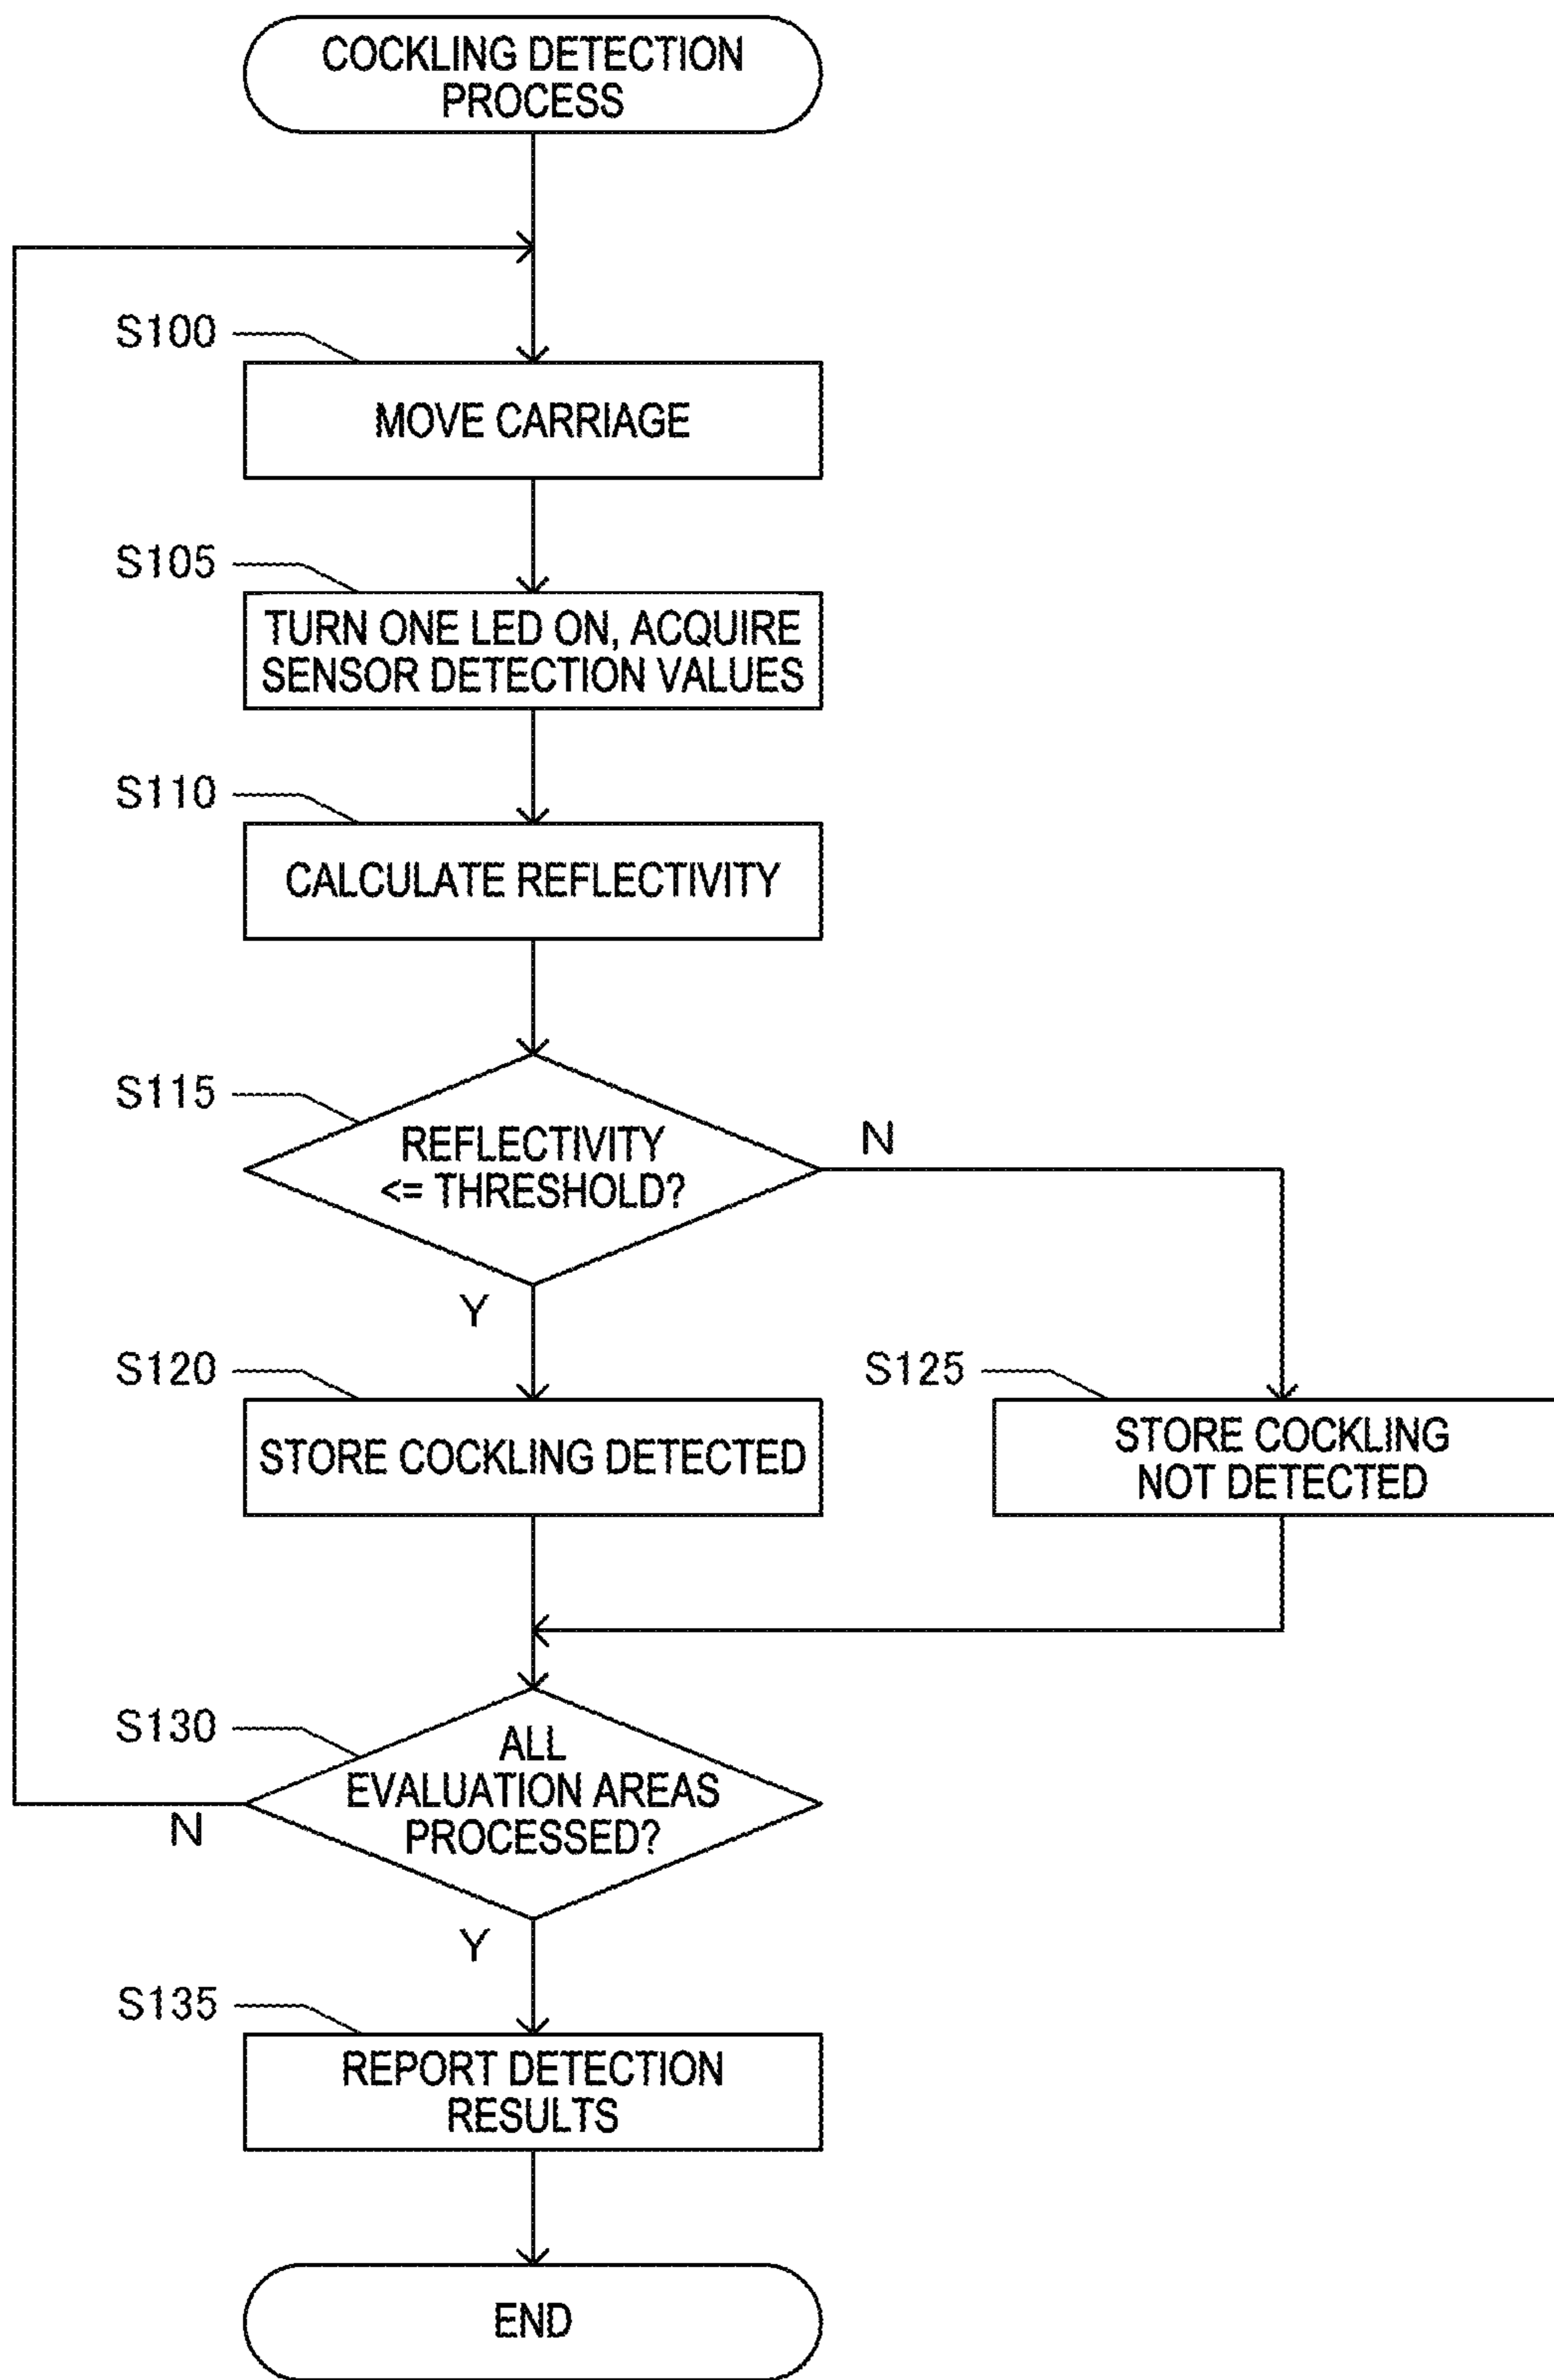 COCKLING DETECTION
PROCESS
S100
MOVE CARRIAGE
S105
TURN ONE LED ON, ACQUIRE
SENSOR DETECTION VALUES
S110
CALCULATE REFLECTIVITY
S115
REFLECTIVITY
<= THRESHOLD?
N
Y
S120
STORE COCKLING DETECTED
S125
STORE COCKLING
NOT DETECTED
S130
ALL
EVALUATION AREAS
PROCESSED?
N
Y
S135
REPORT DETECTION
RESULTS
END